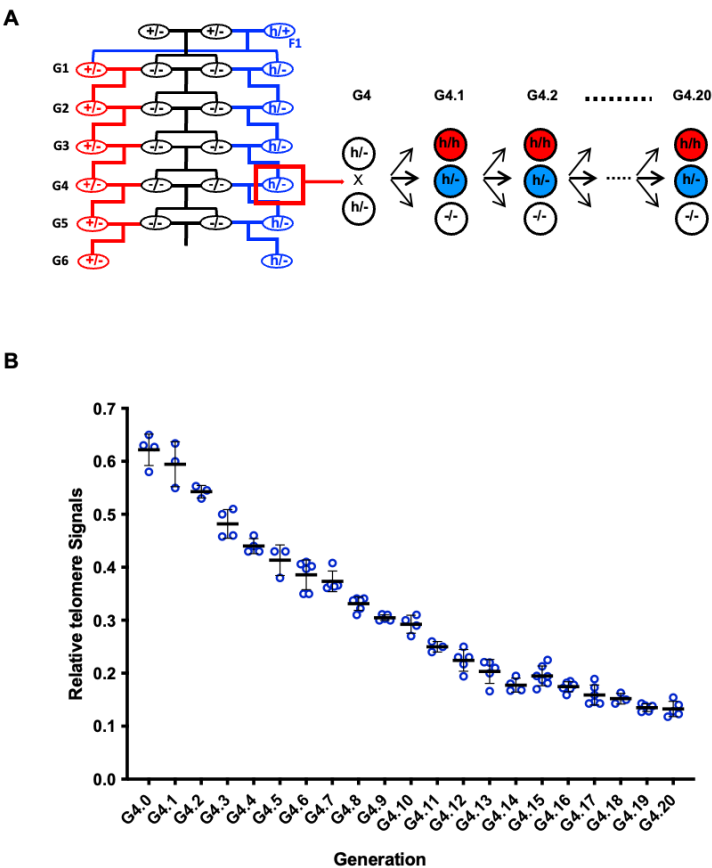 A
+/- +/- h/+
F1
G1 +/- -/- -/- h/-
G2 +/- -/- -/- h/-
G3 +/- -/- -/- h/-
G4 +/- -/- -/- h/-
G5 +/- -/- -/- h/-
G6 +/- h/-
G4 G4.1 G4.2 G4.20
h/h h/h h/h
h/-
X h/- h/- h/-
h/-
-/- -/- -/-
B
Relative telomere Signals
0.7
0.6
0.5
0.4
0.3
0.2
0.1
0.0
G4.0 G4.1 G4.2 G4.3 G4.4 G4.5 G4.6 G4.7 G4.8 G4.9 G4.10 G4.11 G4.12 G4.13 G4.14 G4.15 G4.16 G4.17 G4.18 G4.19 G4.20
Generation